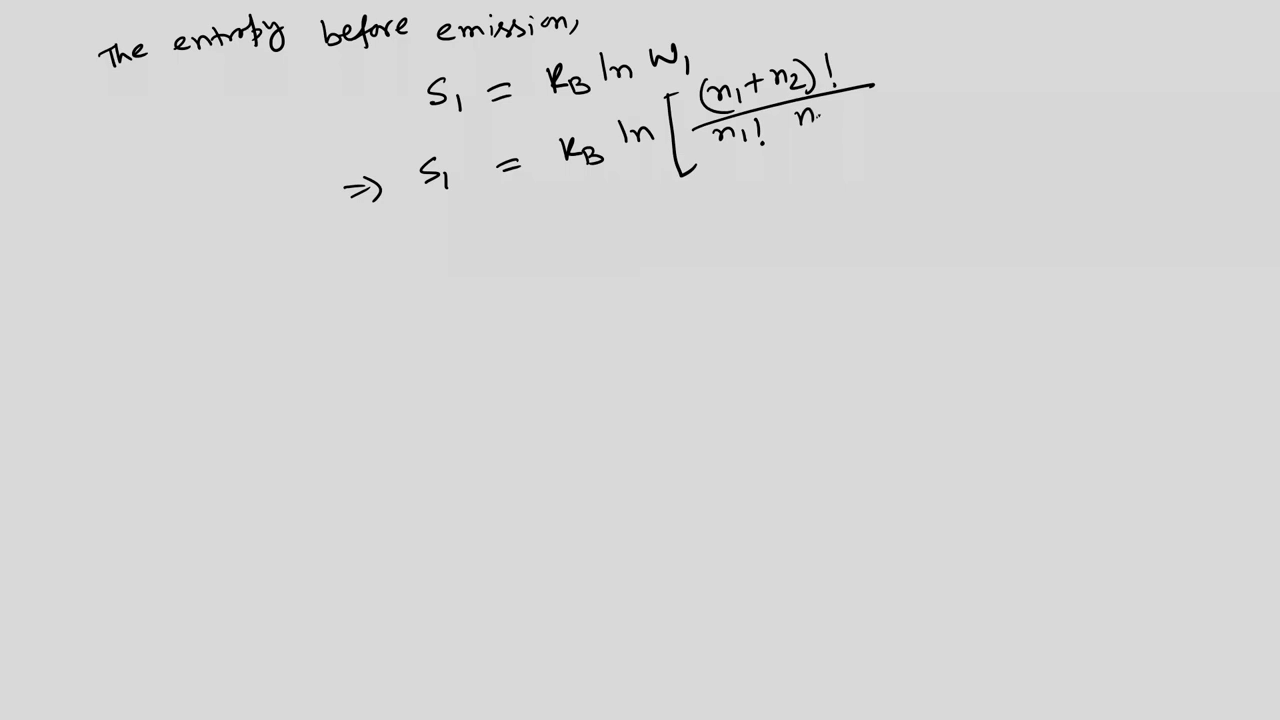 The entropy before emission,
S₁ = k_B ln W₁
⇒ S₁ = k_B ln [ (n₁+n₂)! / n₁! n